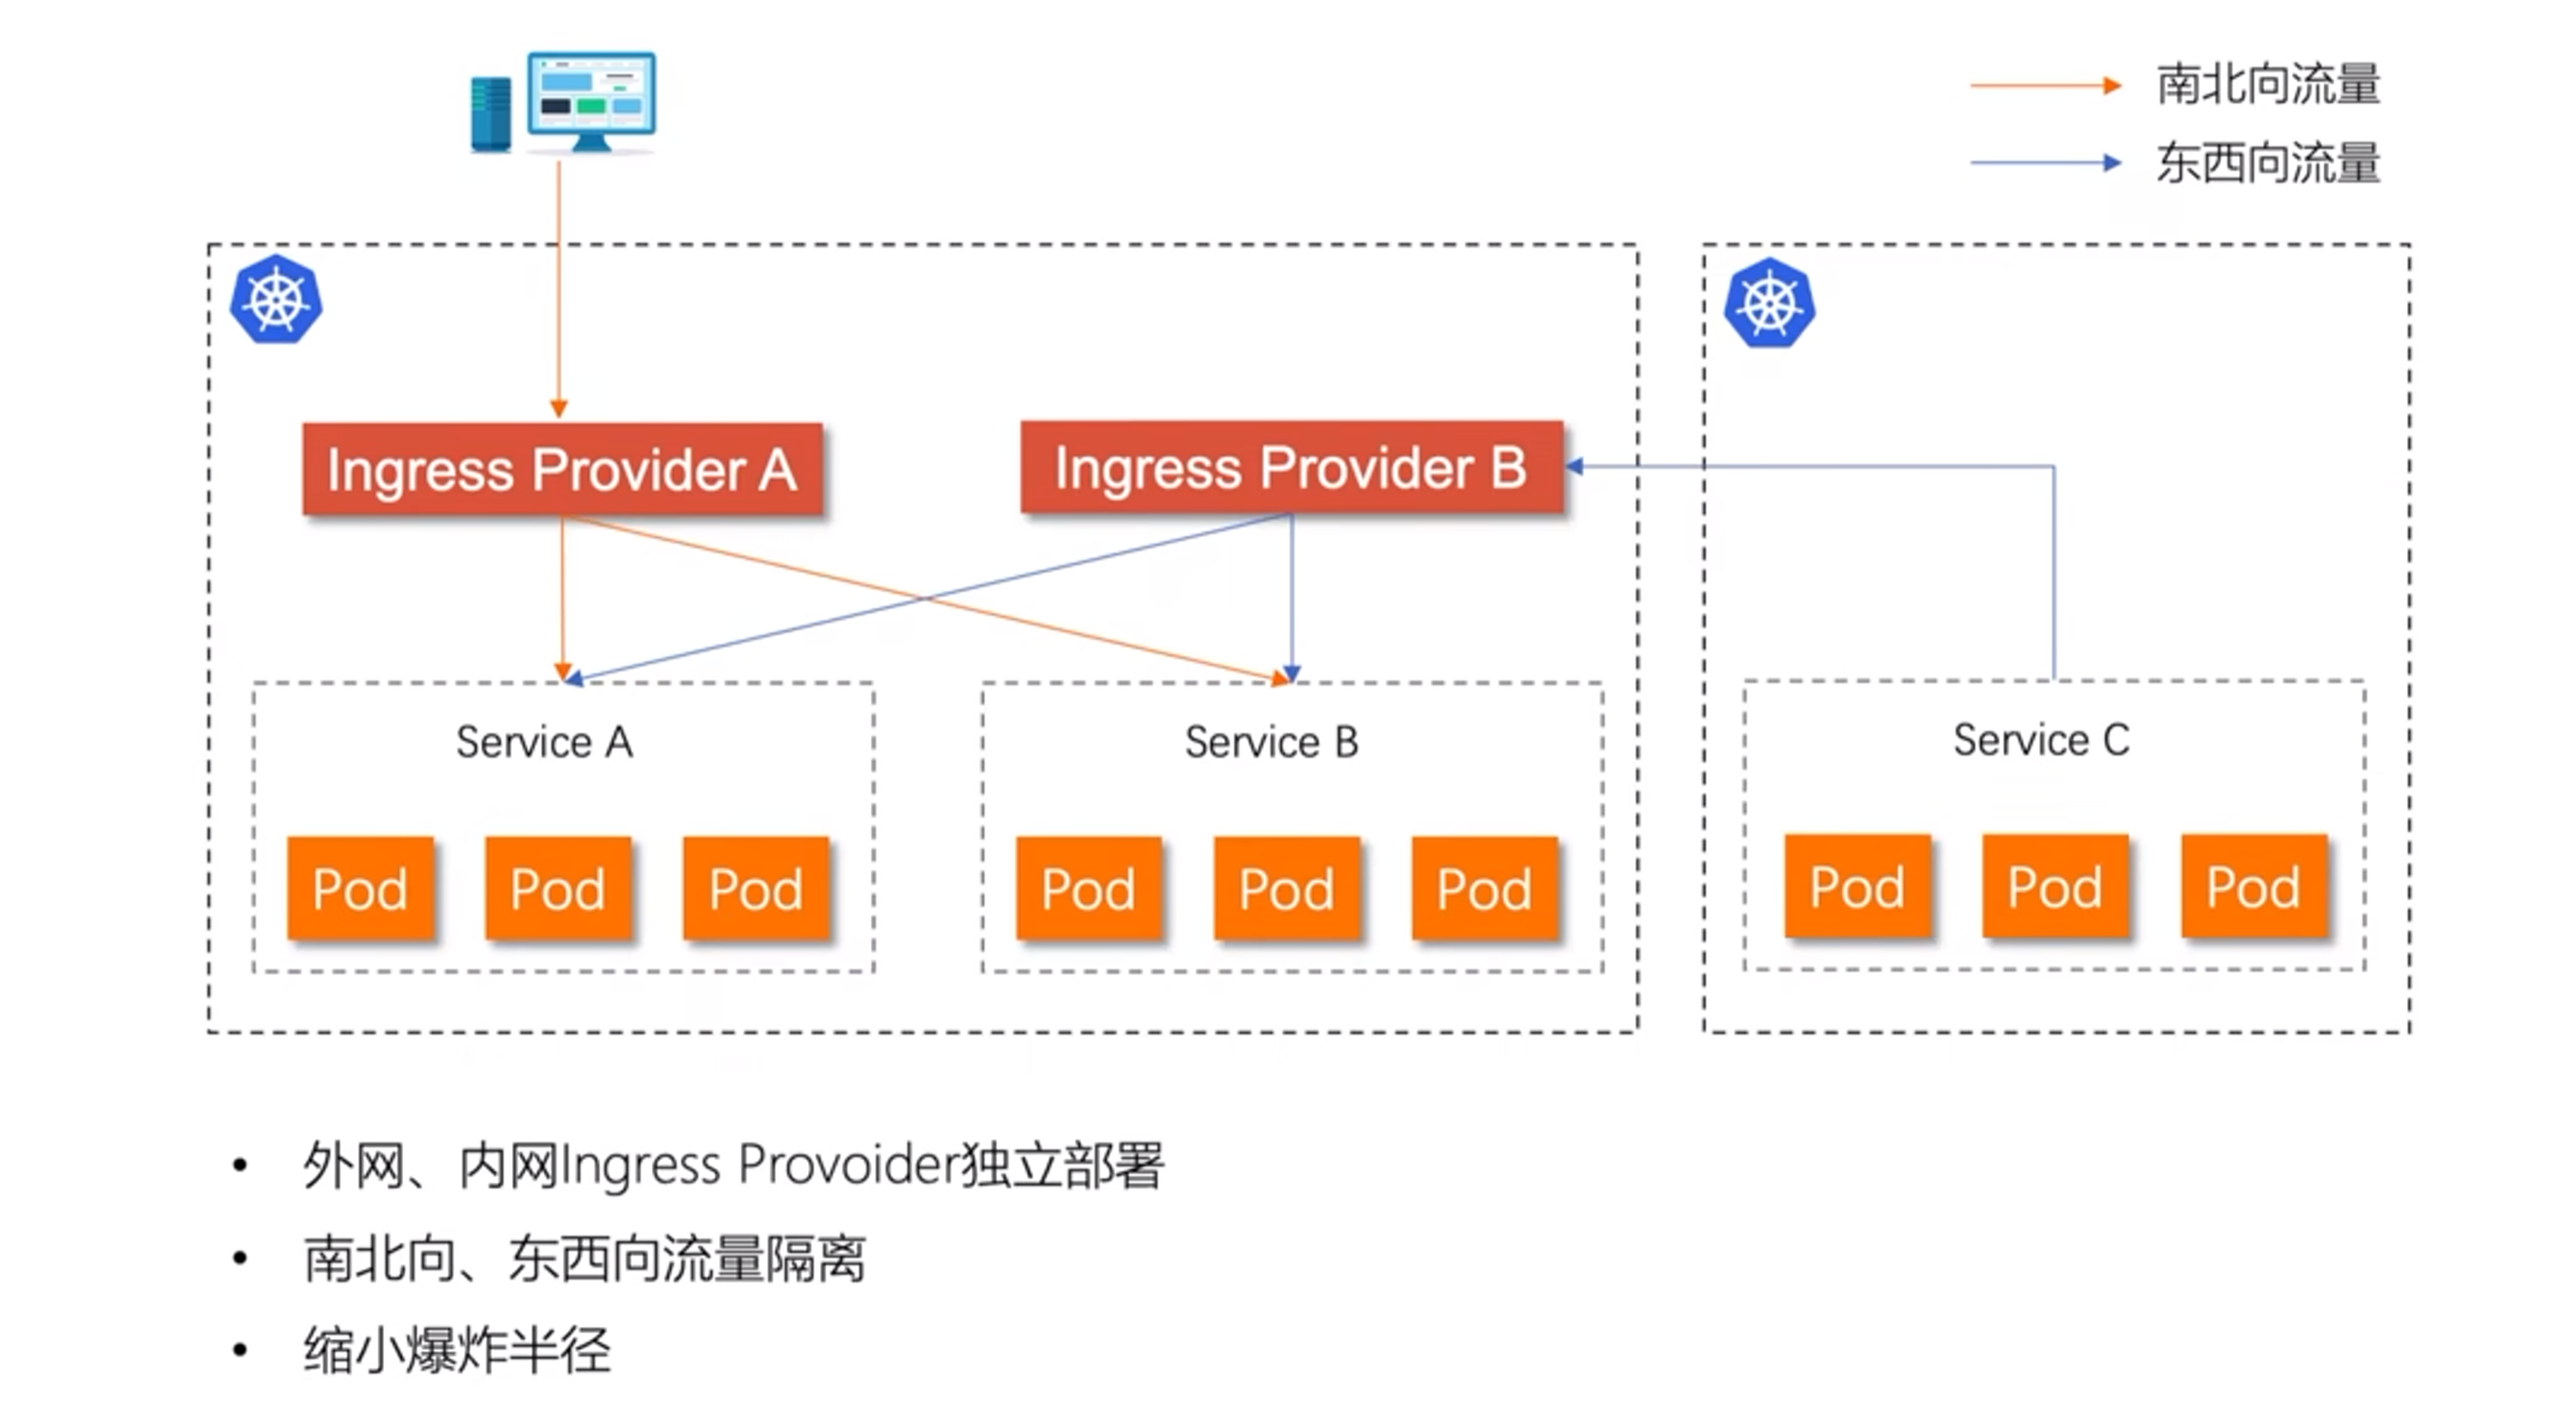 南北向流量
东西向流量
Ingress Provider A
Ingress Provider B
Service A
Service B
Service C
Pod Pod Pod
Pod Pod Pod
Pod Pod Pod
• 外网、内网Ingress Provoider独立部署
• 南北向、东西向流量隔离
• 缩小爆炸半径